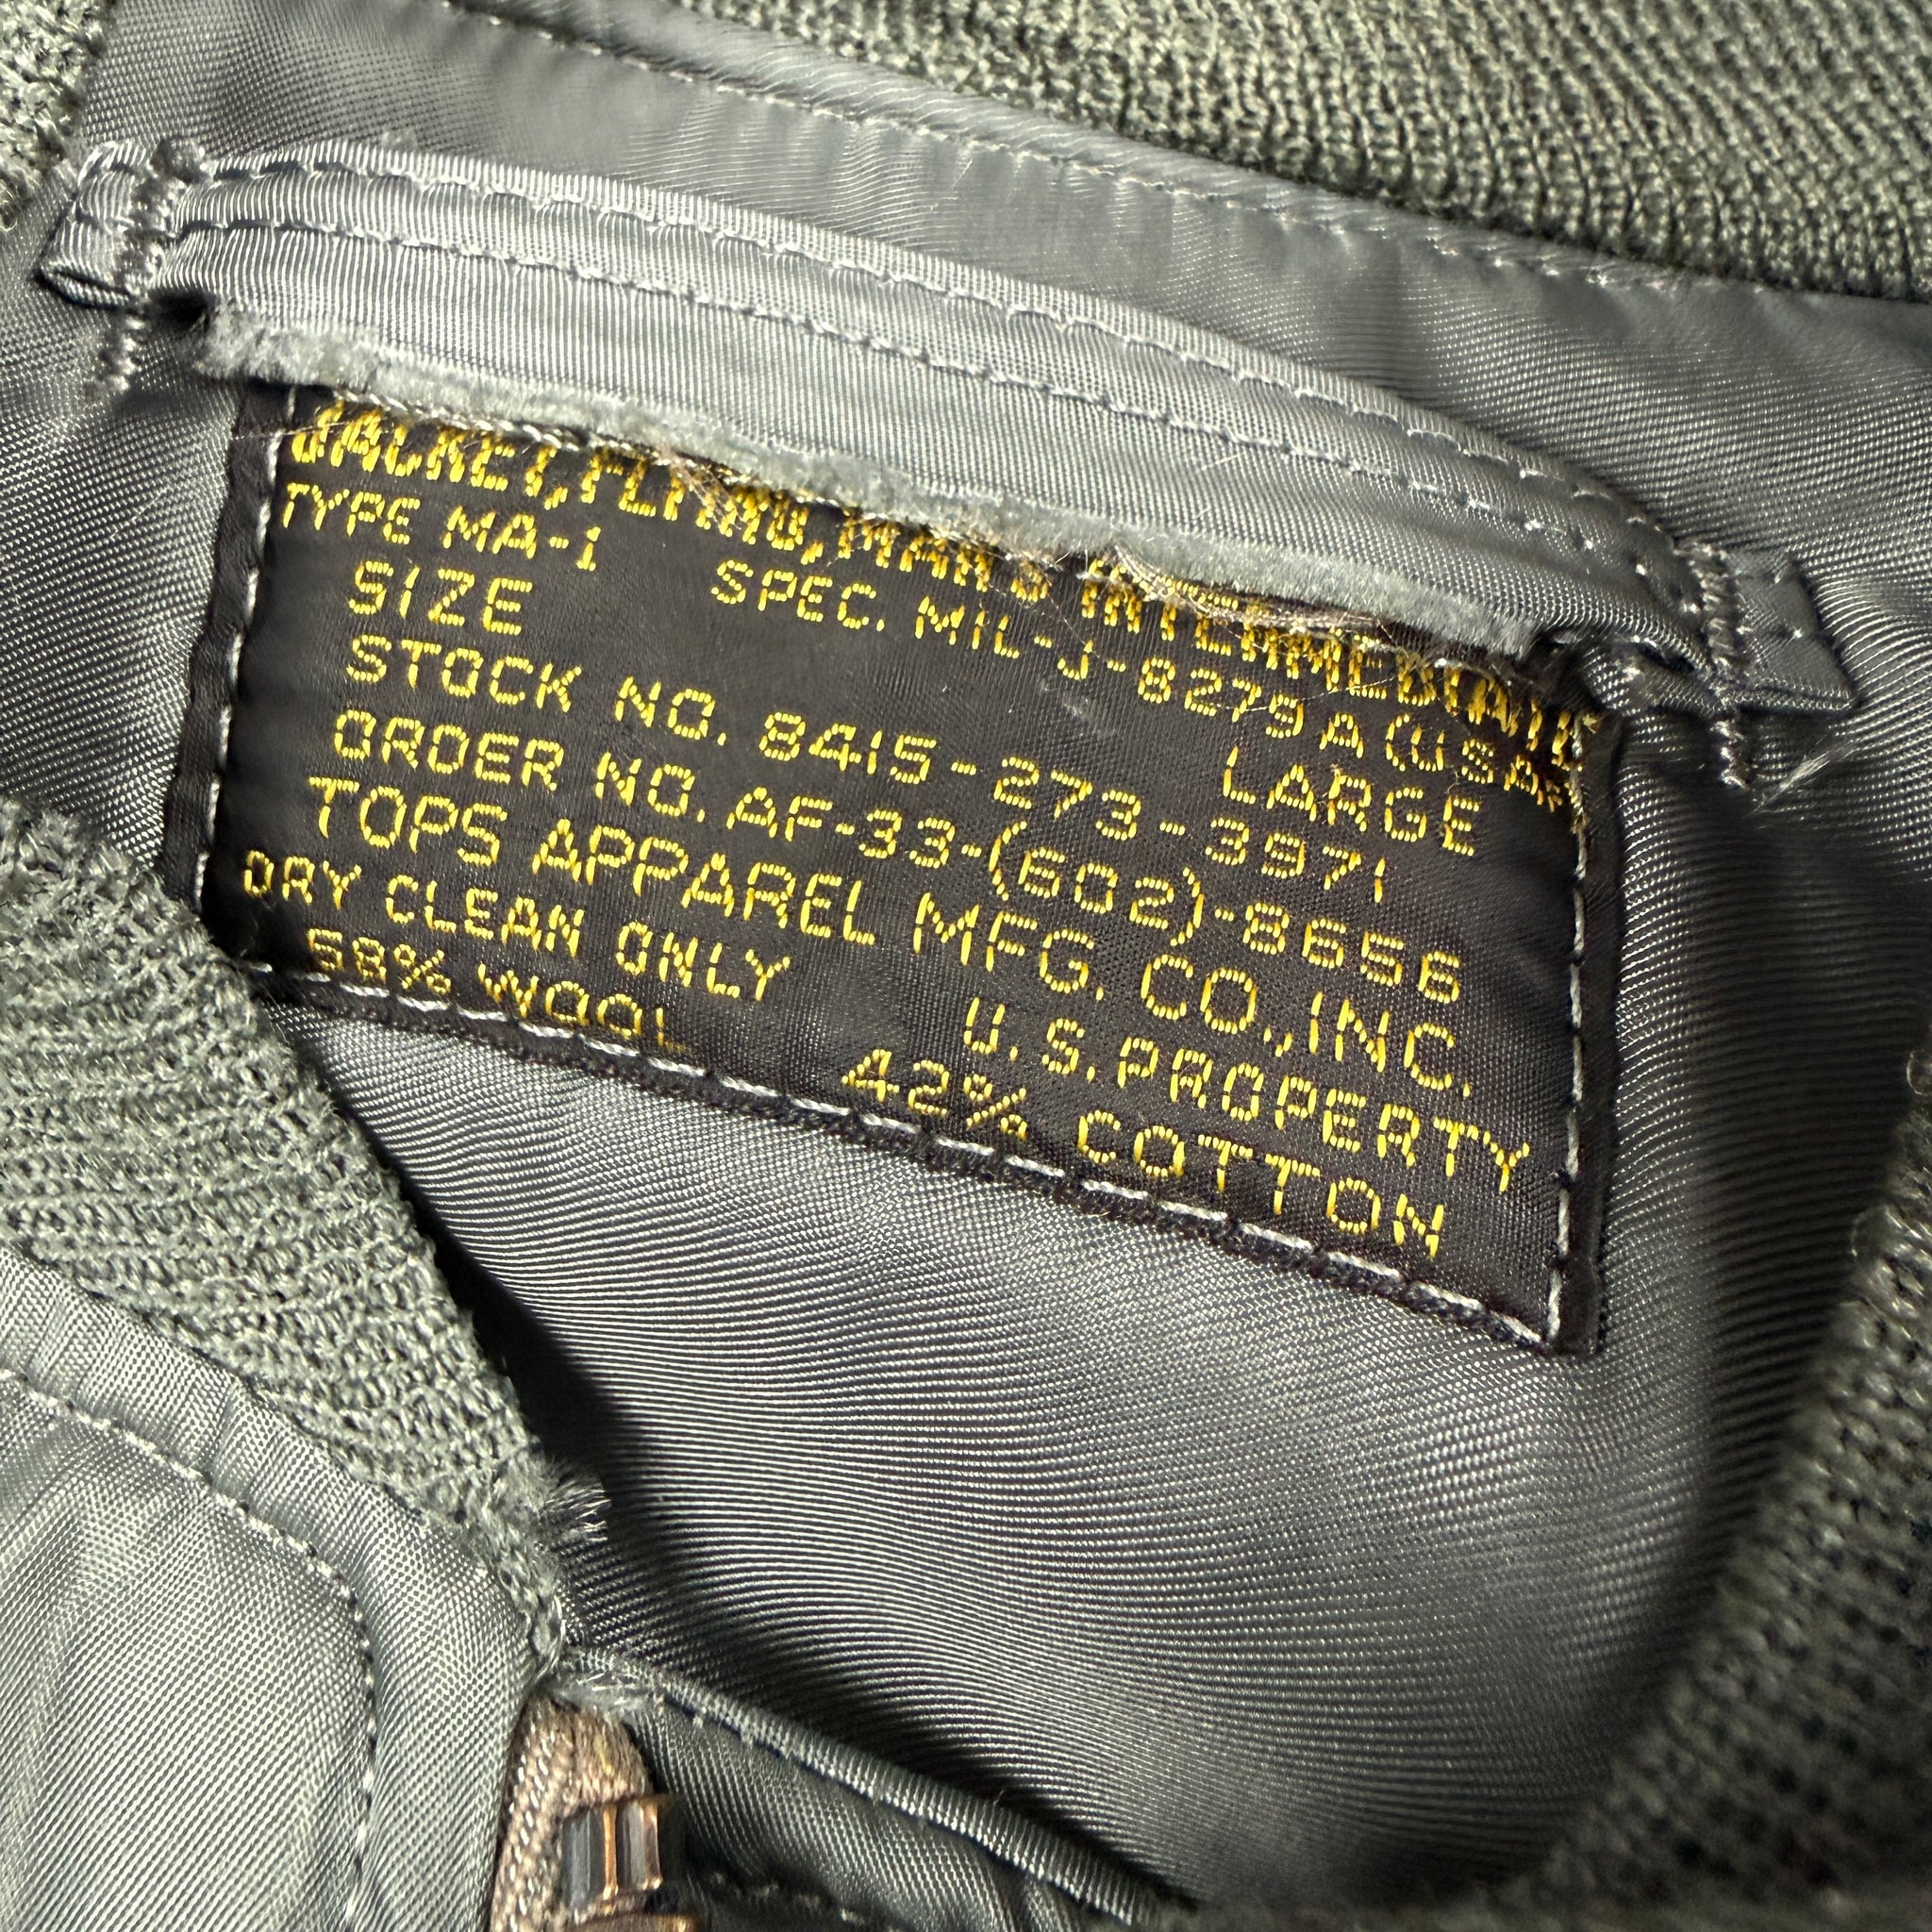 JACKET, FLYING, MAN'S INTERMEDIATE
TYPE MA-1 SPEC. MIL-J-8279A (USAF
SIZE LARGE
STOCK NO. 8415-273-3971
ORDER NO. AF-33-(602)-8656
TOPS APPAREL MFG. CO., INC.
DRY CLEAN ONLY U.S. PROPERTY
58% WOOL 42% COTTON